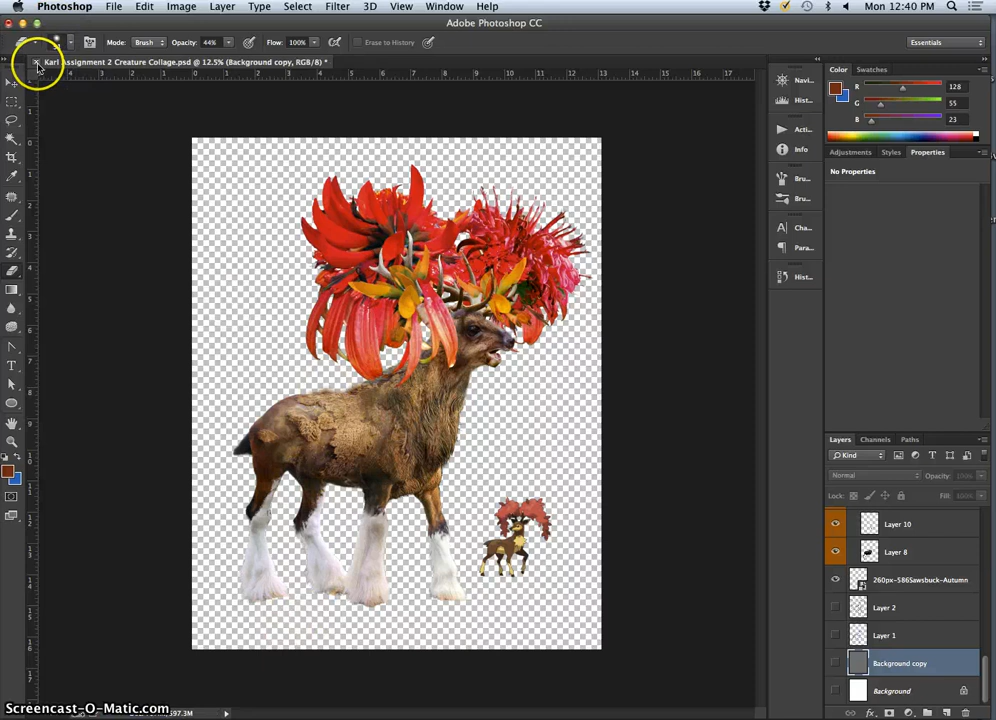 Photoshop File Edit Image Layer Type Select Filter 3D View Window Help Mon 12:40 PM
Adobe Photoshop CC
Mode: Brush Opacity: 44% Flow: 100% Erase to History Essentials
Karl Assignment 2 Creature Collage.psd @ 12.5% (Background copy, RGB/8) *
Navi...
Hist...
Acti...
Info
Bru...
Bru...
Cha...
Para...
Hist...
Color Swatches
R 128
G 55
B 23
Adjustments Styles Properties
No Properties
Layers Channels Paths
Kind
Normal Opacity: 100%
Lock: Fill: 100%
Layer 10
Layer 8
260px-586Sawsbuck-Autumn
Layer 2
Layer 1
Background copy
Background
Screencast-O-Matic.com